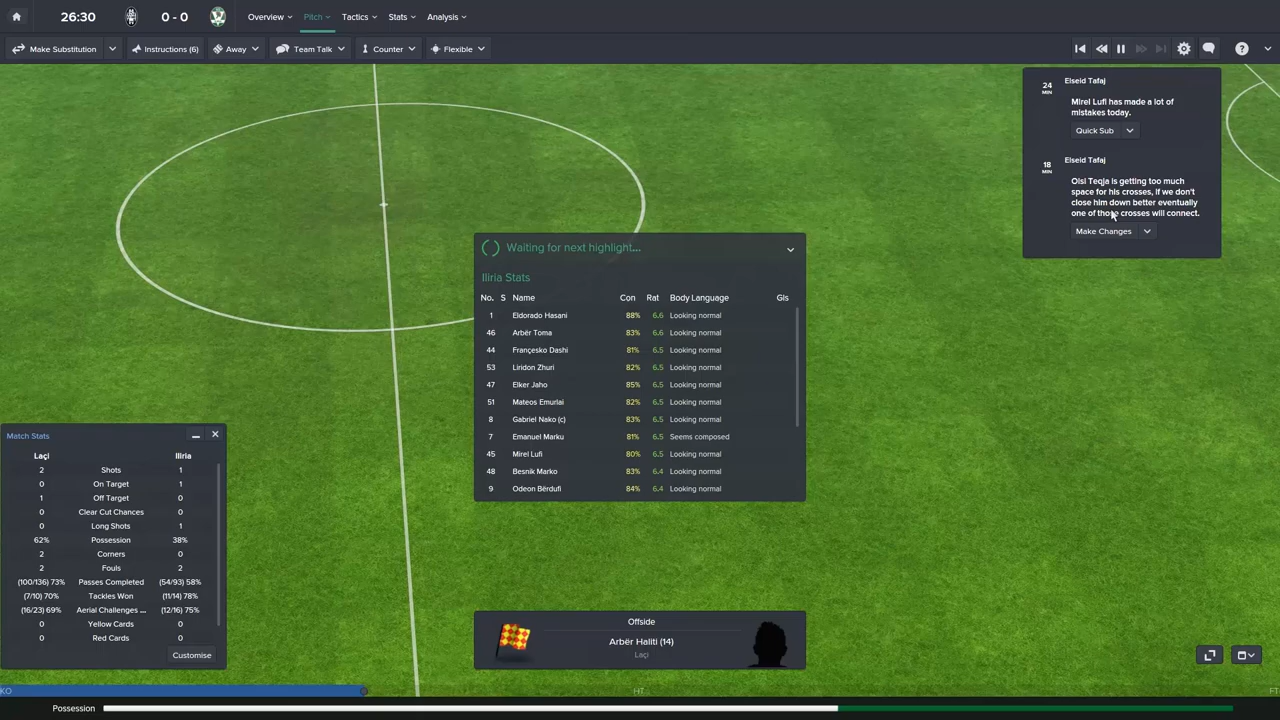 26:30 0 - 0 Overview Pitch Tactics Stats Analysis
Make Substitution Instructions (6) Away Team Talk Counter Flexible
24 MIN Elseid Tafaj
Mirel Lufi has made a lot of
mistakes today.
Quick Sub
18 MIN Elseid Tafaj
Olsi Teqja is getting too much
space for his crosses, if we don't
close him down better eventually
one of those crosses will connect.
Make Changes
Waiting for next highlight...
Iliria Stats
No. S Name Con Rat Body Language Gls
1 Eldorado Hasani 88% 6.6 Looking normal
46 Arbër Toma 83% 6.6 Looking normal
44 Françesko Dashi 81% 6.5 Looking normal
53 Liridon Zhuri 82% 6.5 Looking normal
47 Elker Jaho 85% 6.5 Looking normal
51 Mateos Emurlai 82% 6.5 Looking normal
8 Gabriel Nako (c) 83% 6.5 Looking normal
7 Emanuel Marku 81% 6.5 Seems composed
45 Mirel Lufi 80% 6.5 Looking normal
48 Besnik Marko 83% 6.4 Looking normal
9 Odeon Bërdufi 84% 6.4 Looking normal
Match Stats
Laçi Iliria
2 Shots 1
0 On Target 1
1 Off Target 0
0 Clear Cut Chances 0
0 Long Shots 1
62% Possession 38%
2 Corners 0
2 Fouls 2
(100/136) 73% Passes Completed (54/93) 58%
(7/10) 70% Tackles Won (11/14) 78%
(16/23) 69% Aerial Challenges ... (12/16) 75%
0 Yellow Cards 0
0 Red Cards 0
Customise
Offside
Arbër Haliti (14)
Laçi
KO HT FT
Possession